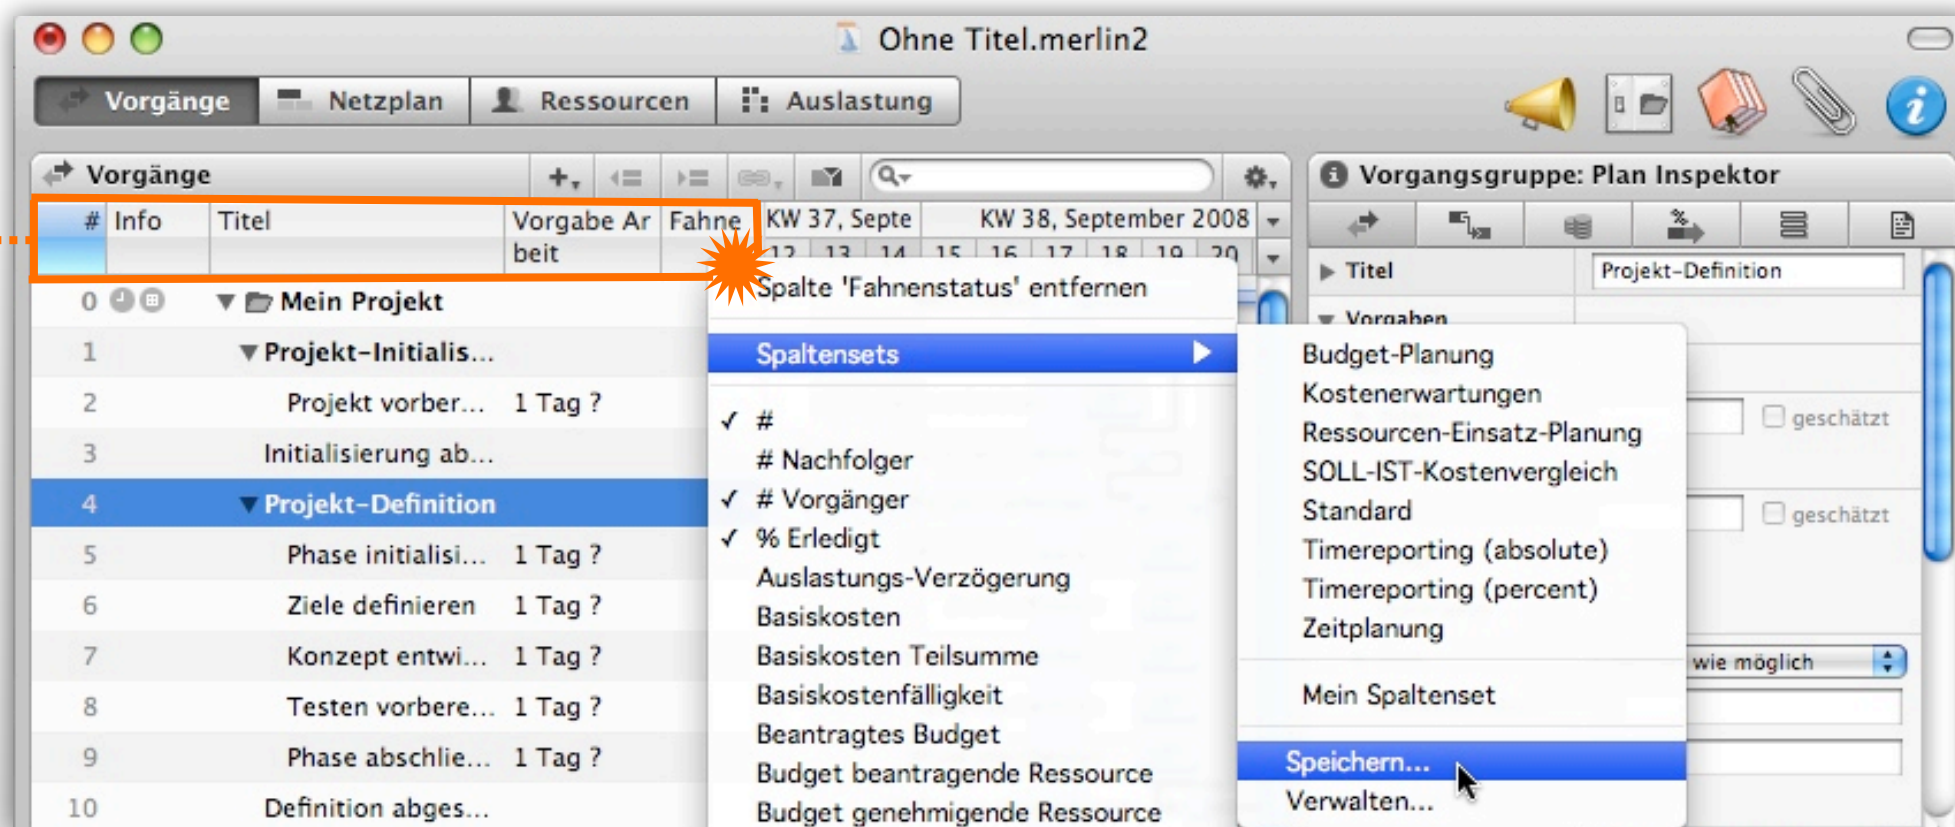 Ohne Titel.merlin2
Vorgänge Netzplan Ressourcen Auslastung
Vorgänge
# Info Titel Vorgabe Ar Fahne KW 37, Septe KW 38, September 2008
beit 12 13 14 15 16 17 18 19 20
0 Mein Projekt
1 Projekt-Initialis...
2 Projekt vorber... 1 Tag ?
3 Initialisierung ab...
4 Projekt-Definition
5 Phase initialisi... 1 Tag ?
6 Ziele definieren 1 Tag ?
7 Konzept entwi... 1 Tag ?
8 Testen vorbere... 1 Tag ?
9 Phase abschlie... 1 Tag ?
10 Definition abges...
Spalte 'Fahnenstatus' entfernen
Spaltensets
✓ #
# Nachfolger
✓ # Vorgänger
✓ % Erledigt
Auslastungs-Verzögerung
Basiskosten
Basiskosten Teilsumme
Basiskostenfälligkeit
Beantragtes Budget
Budget beantragende Ressource
Budget genehmigende Ressource
Budget-Planung
Kostenerwartungen
Ressourcen-Einsatz-Planung
SOLL-IST-Kostenvergleich
Standard
Timereporting (absolute)
Timereporting (percent)
Zeitplanung
Mein Spaltenset
Speichern...
Verwalten...
Vorgangsgruppe: Plan Inspektor
Titel Projekt-Definition
Vorgaben
geschätzt
geschätzt
wie möglich